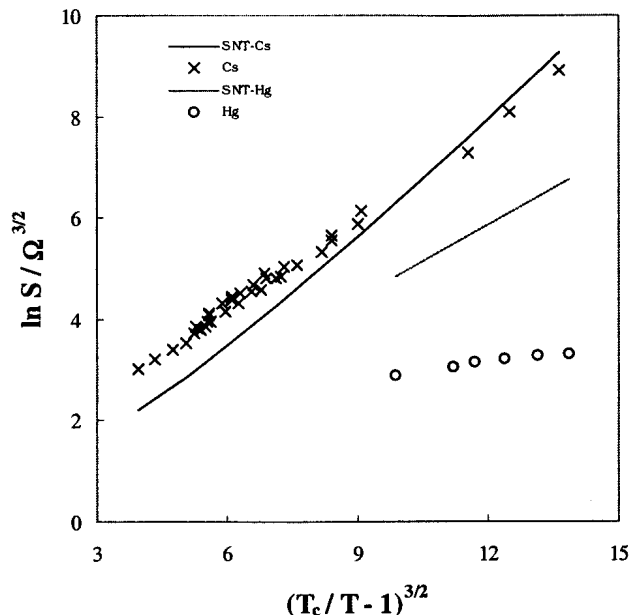 10
8
6
4
2
0
3 6 9 12 15
ln S / Ω^3/2
(Tc / T - 1)^3/2
SNT-Cs
Cs
SNT-Hg
Hg